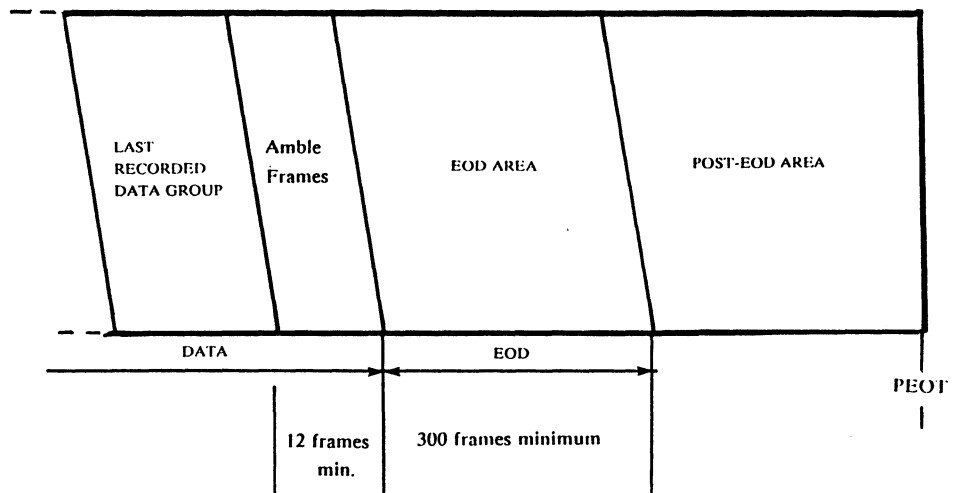 LAST
RECORDED
DATA GROUP
Amble
Frames
EOD AREA
POST-EOD AREA
DATA
EOD
PEOT
12 frames
min.
300 frames minimum